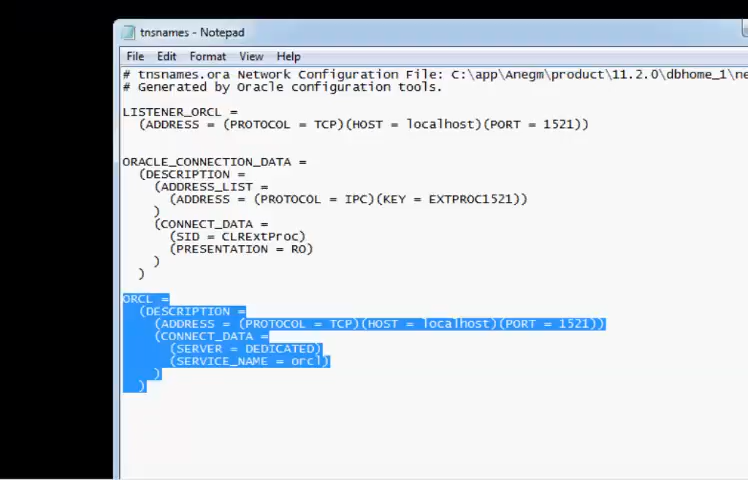 tnsnames - Notepad
File Edit Format View Help
# tnsnames.ora Network Configuration File: C:\app\Anegm\product\11.2.0\dbhome_1\ne
# Generated by Oracle configuration tools.
LISTENER_ORCL =
(ADDRESS = (PROTOCOL = TCP)(HOST = localhost)(PORT = 1521))
ORACLE_CONNECTION_DATA =
(DESCRIPTION =
(ADDRESS_LIST =
(ADDRESS = (PROTOCOL = IPC)(KEY = EXTPROC1521))
)
(CONNECT_DATA =
(SID = CLRExtProc)
(PRESENTATION = RO)
)
)
ORCL =
(DESCRIPTION =
(ADDRESS = (PROTOCOL = TCP)(HOST = localhost)(PORT = 1521))
(CONNECT_DATA =
(SERVER = DEDICATED)
(SERVICE_NAME = orcl)
)
)